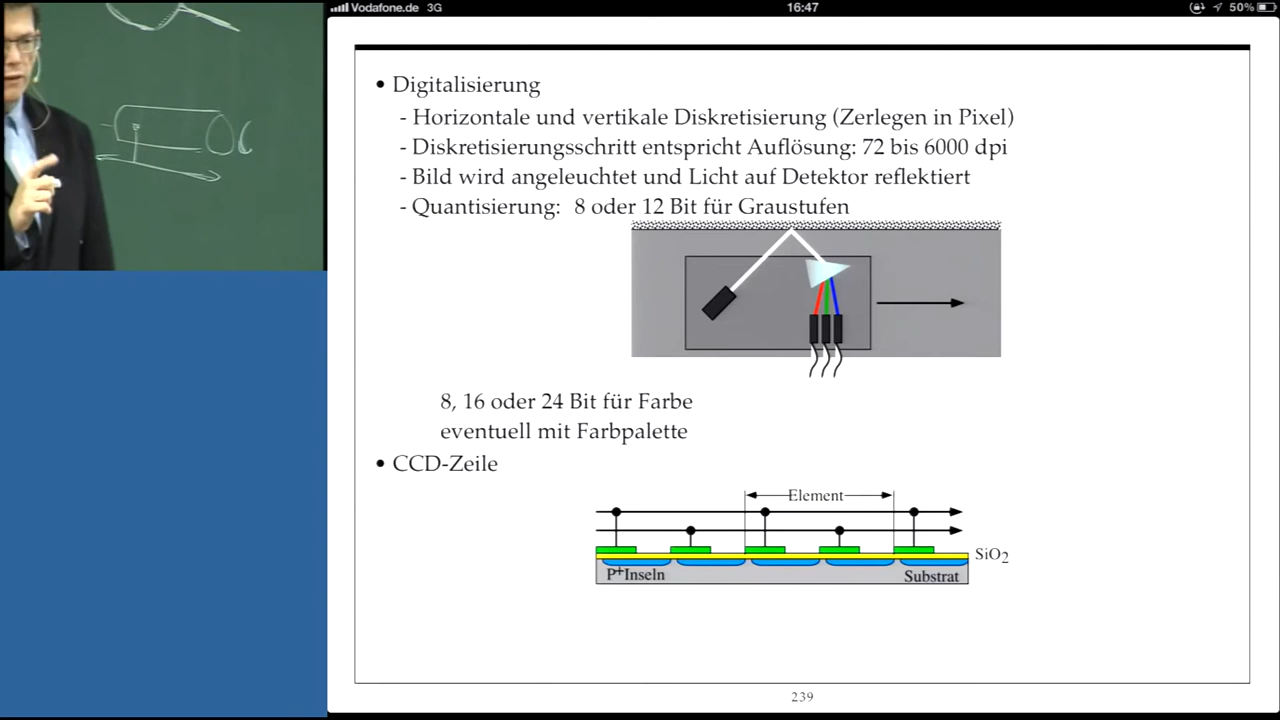 Vodafone.de 3G 16:47 50%
• Digitalisierung
- Horizontale und vertikale Diskretisierung (Zerlegen in Pixel)
- Diskretisierungsschritt entspricht Auflösung: 72 bis 6000 dpi
- Bild wird angeleuchtet und Licht auf Detektor reflektiert
- Quantisierung: 8 oder 12 Bit für Graustufen
8, 16 oder 24 Bit für Farbe
eventuell mit Farbpalette
• CCD-Zeile
Element
SiO2
P+Inseln
Substrat
239